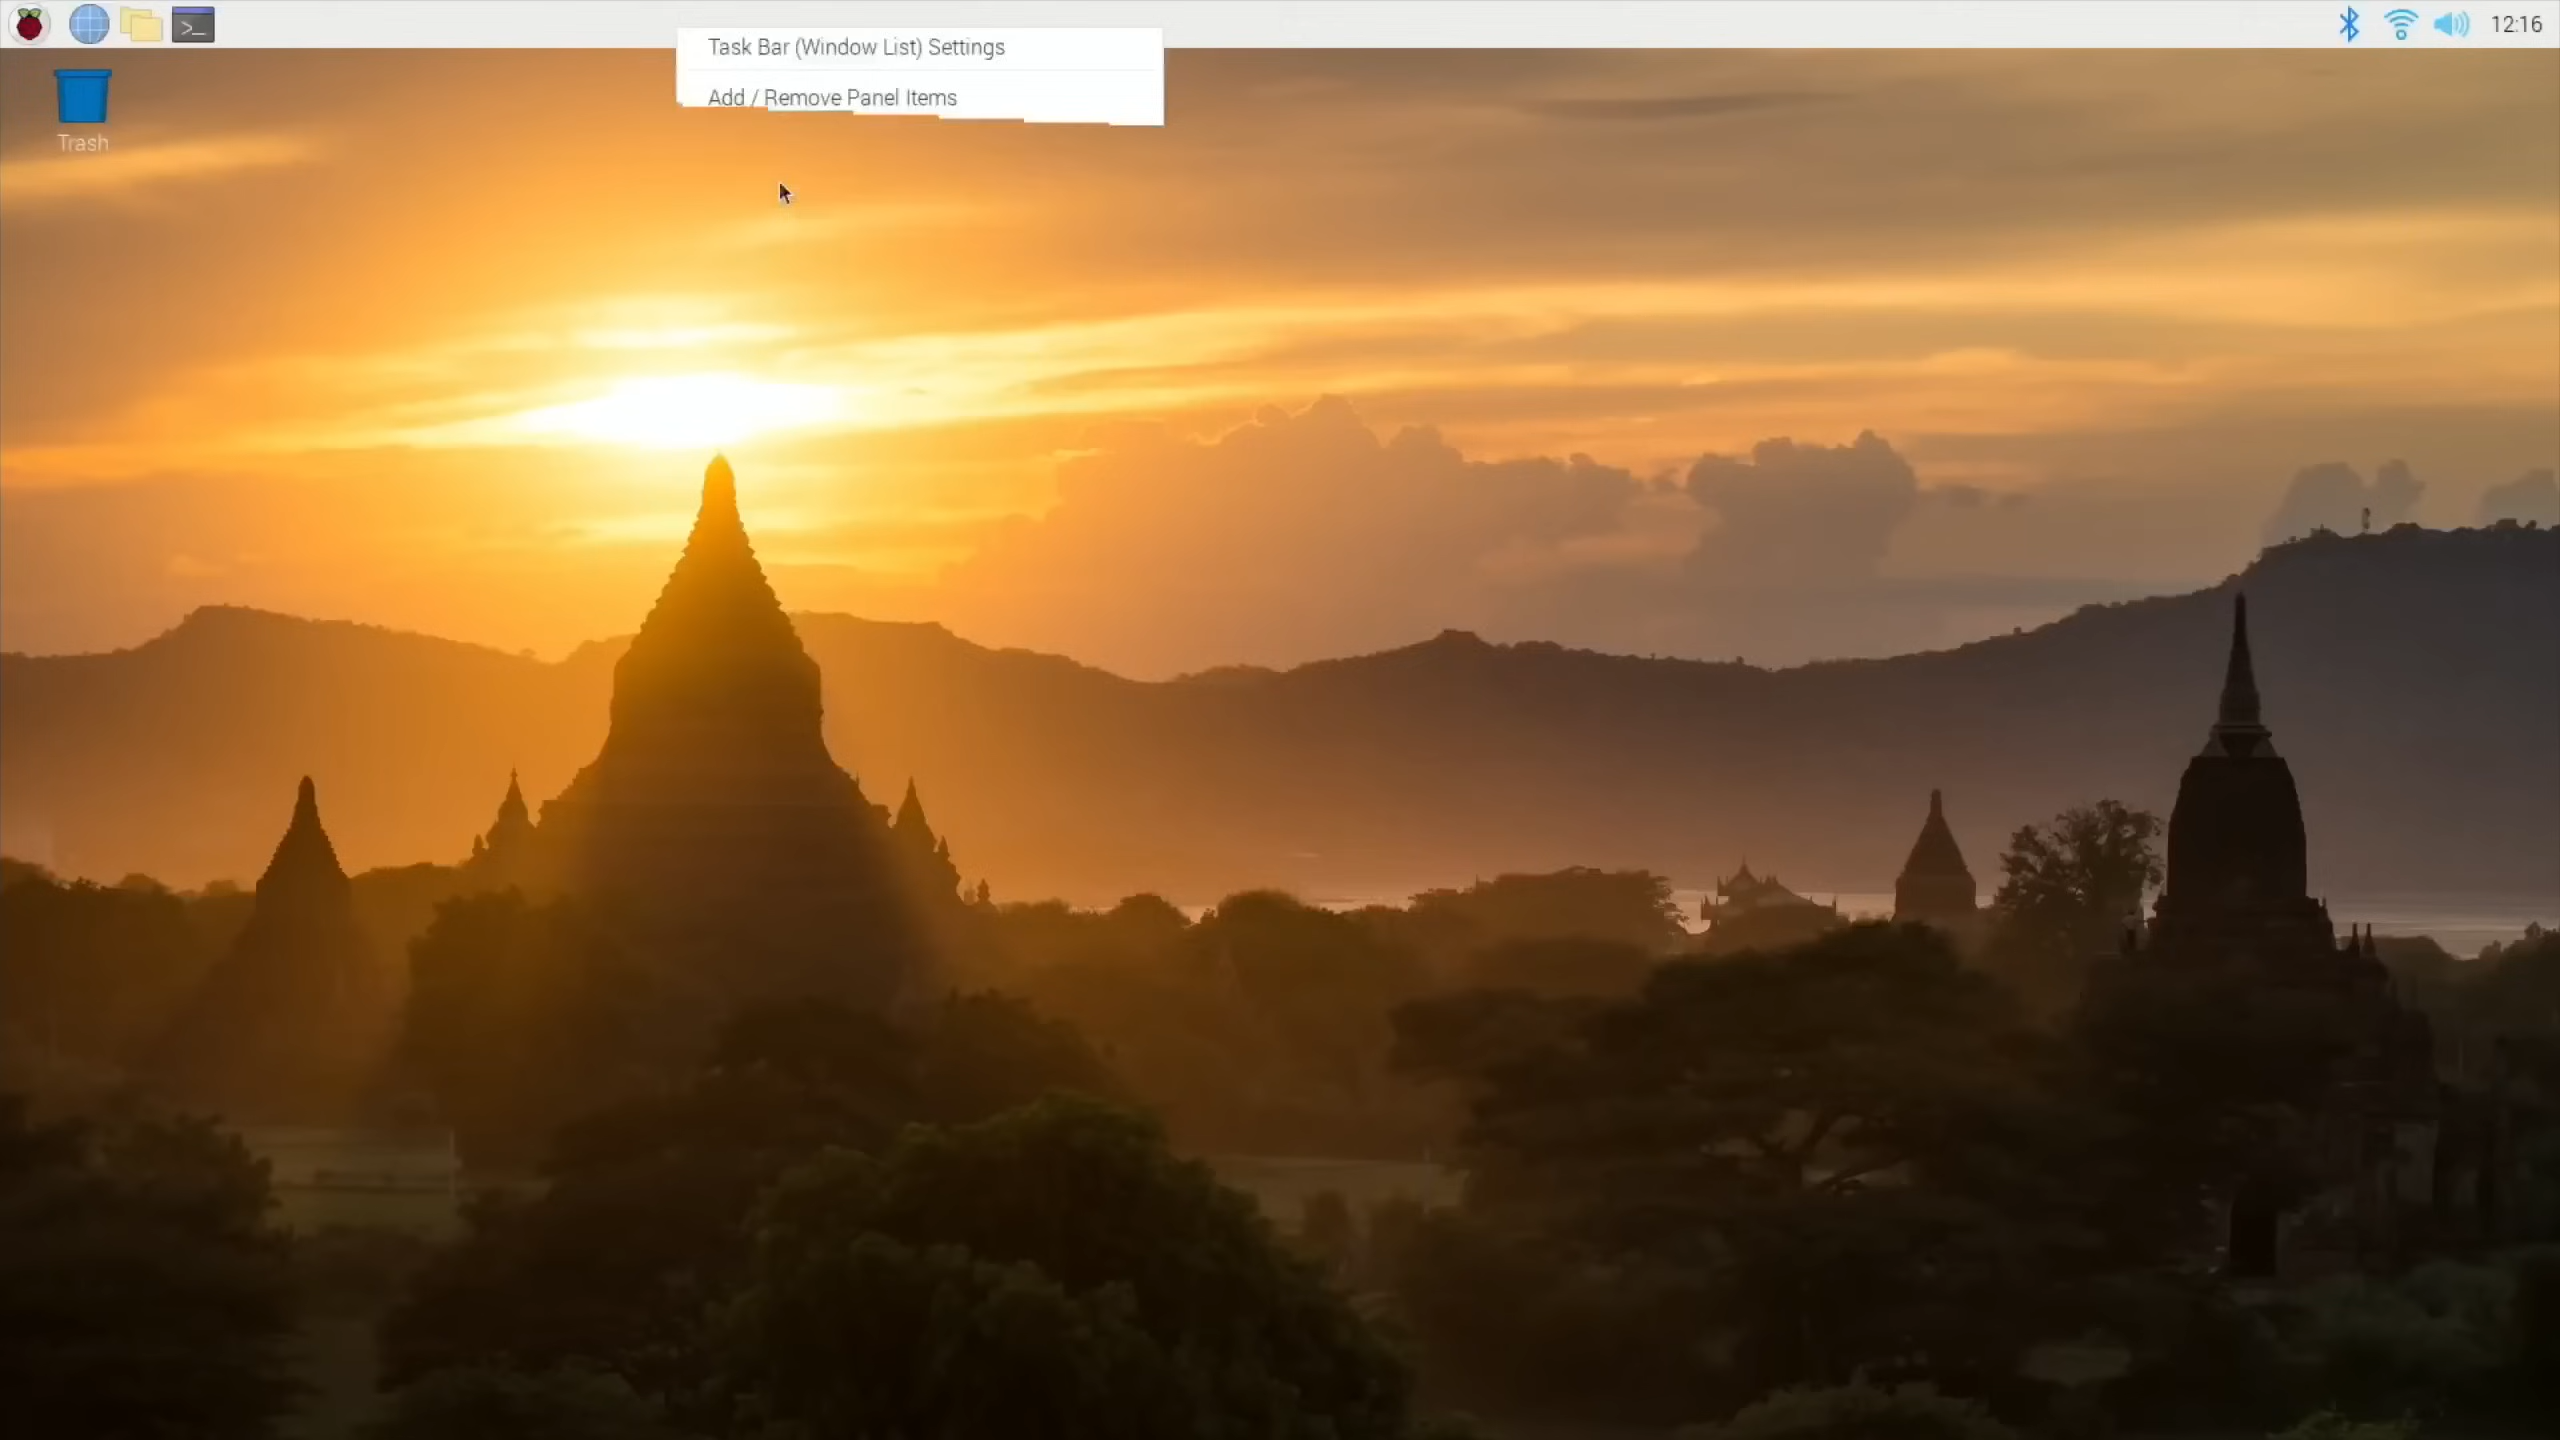 12:16
Task Bar (Window List) Settings
Add / Remove Panel Items
Trash
>_